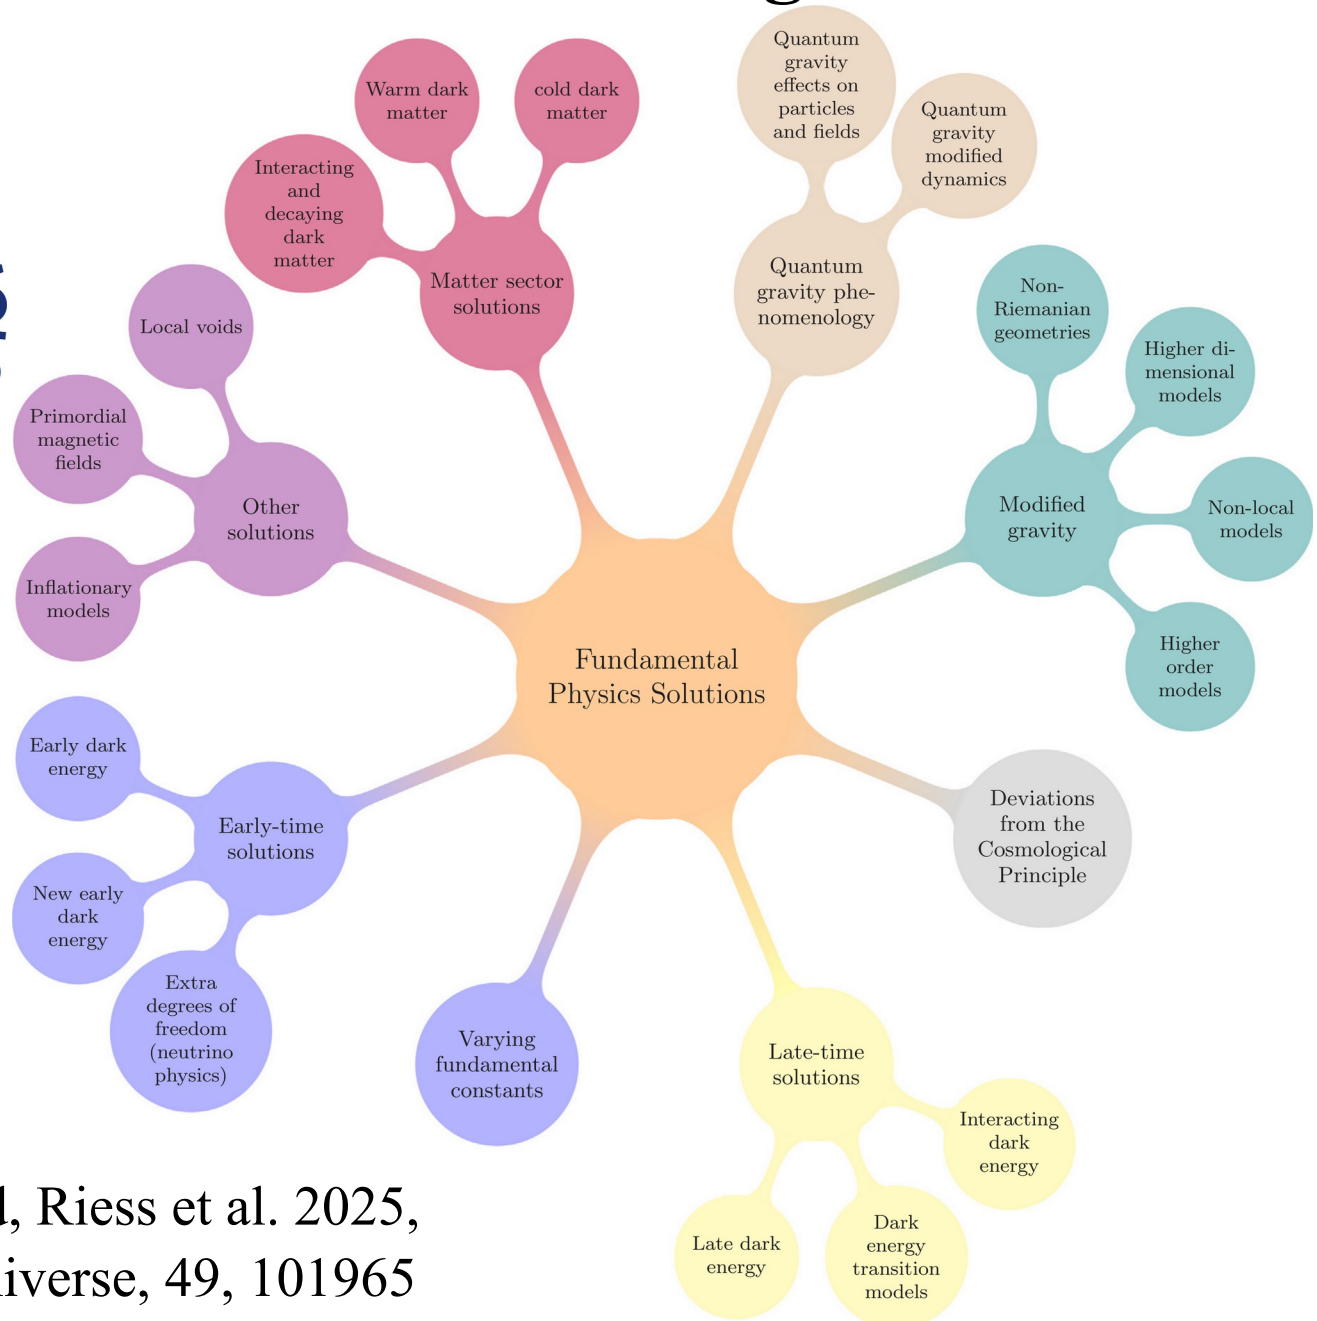 Quantum
gravity
effects on
particles
and fields
Quantum
gravity
modified
dynamics
Quantum
gravity phe-
nomenology
cold dark
matter
Warm dark
matter
Interacting
and
decaying
dark
matter
Matter sector
solutions
Non-
Riemanian
geometries
Higher di-
mensional
models
Non-local
models
Higher
order
models
Modified
gravity
Local voids
Primordial
magnetic
fields
Inflationary
models
Other
solutions
Fundamental
Physics Solutions
Early dark
energy
New early
dark
energy
Extra
degrees of
freedom
(neutrino
physics)
Early-time
solutions
Varying
fundamental
constants
Deviations
from the
Cosmological
Principle
Late-time
solutions
Interacting
dark
energy
Late dark
energy
Dark
energy
transition
models
, Riess et al. 2025,
iverse, 49, 101965